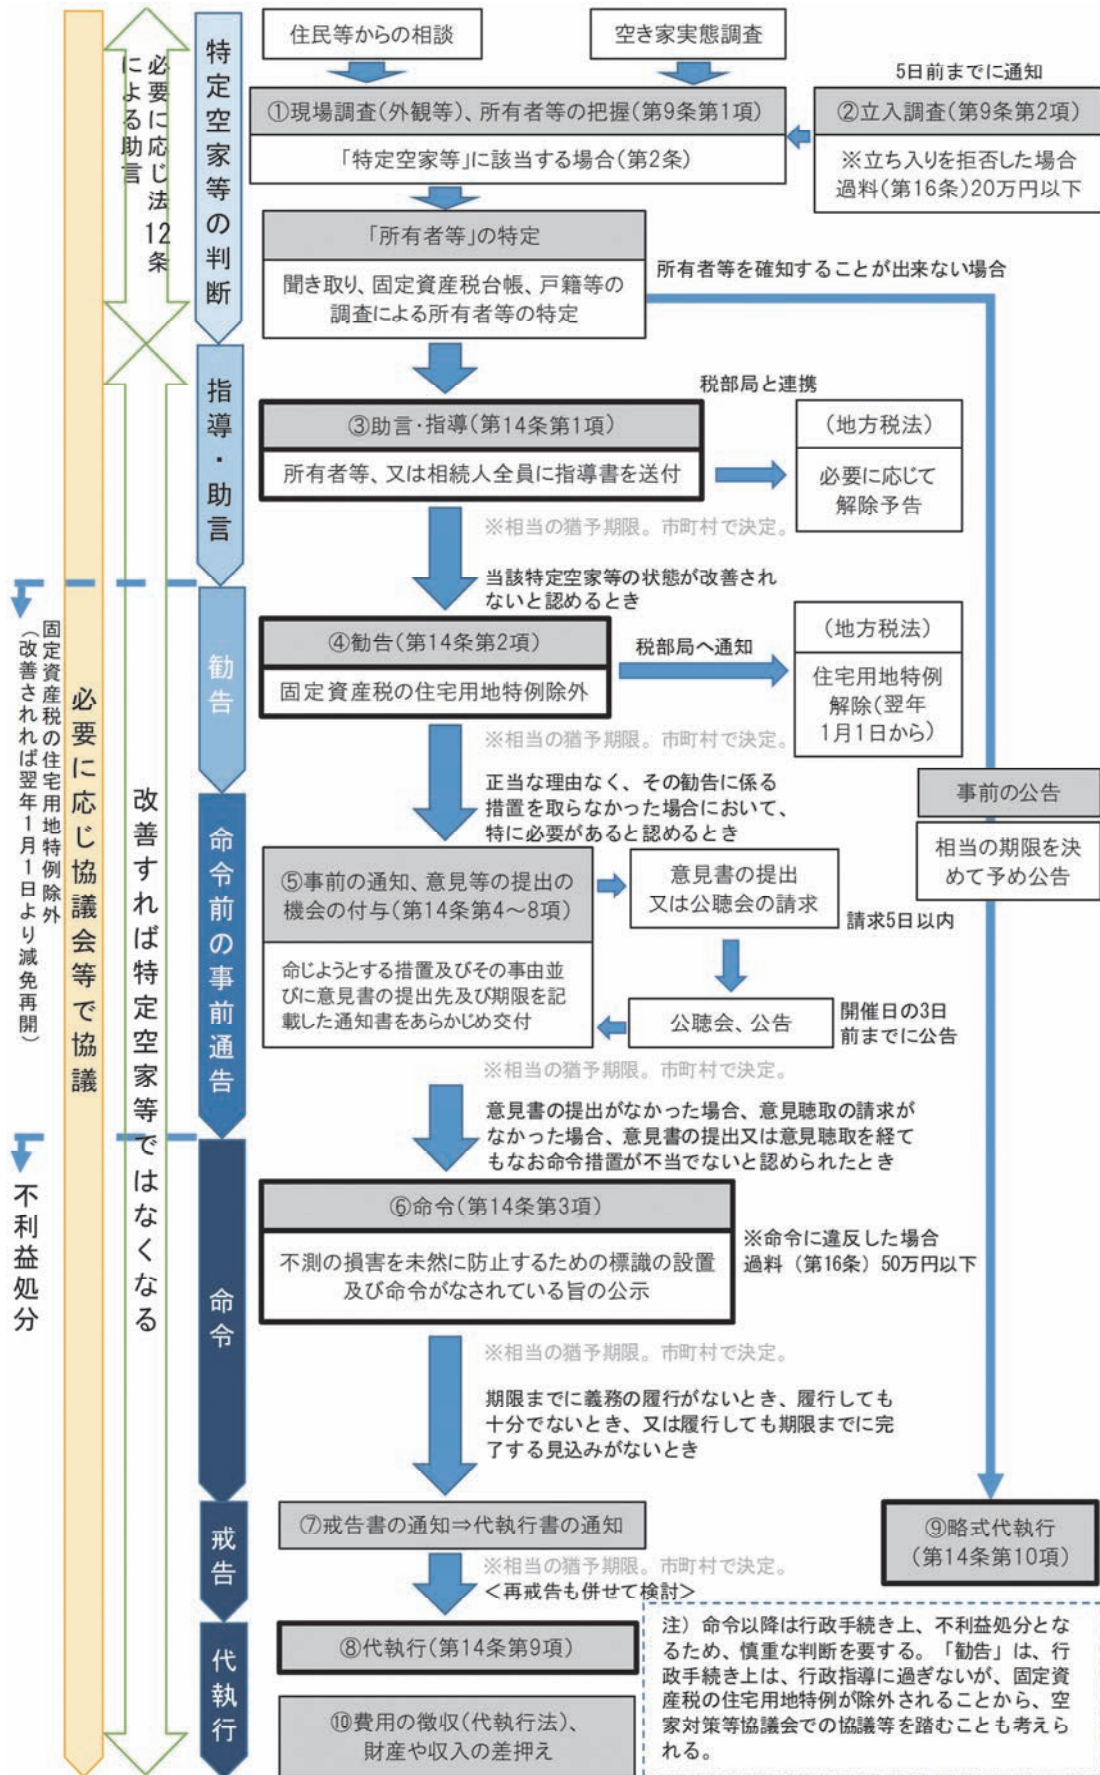 住民等からの相談
空き家実態調査
5日前までに通知
①現場調査(外観等)、所有者等の把握(第9条第1項)
「特定空家等」に該当する場合(第2条)
②立入調査(第9条第2項)
※立ち入りを拒否した場合
過料(第16条)20万円以下
「所有者等」の特定
聞き取り、固定資産税台帳、戸籍等の
調査による所有者等の特定
所有者等を確知することが出来ない場合
税部局と連携
③助言・指導(第14条第1項)
所有者等、又は相続人全員に指導書を送付
(地方税法)
必要に応じて
解除予告
※相当の猶予期限。市町村で決定。
当該特定空家等の状態が改善され
ないと認めるとき
④勧告(第14条第2項)
固定資産税の住宅用地特例除外
税部局へ通知
(地方税法)
住宅用地特例
解除(翌年
1月1日から)
※相当の猶予期限。市町村で決定。
正当な理由なく、その勧告に係る
措置を取らなかった場合において、
特に必要があると認めるとき
事前の公告
相当の期限を決
めて予め公告
⑤事前の通知、意見等の提出の
機会の付与(第14条第4～8項)
命じようとする措置及びその事由並
びに意見書の提出先及び期限を記
載した通知書をあらかじめ交付
意見書の提出
又は公聴会の請求
請求5日以内
公聴会、公告
開催日の3日
前までに公告
※相当の猶予期限。市町村で決定。
意見書の提出がなかった場合、意見聴取の請求が
なかった場合、意見書の提出又は意見聴取を経て
もなお命令措置が不当でないと認められたとき
⑥命令(第14条第3項)
不測の損害を未然に防止するための標識の設置
及び命令がなされている旨の公示
※命令に違反した場合
過料（第16条）50万円以下
※相当の猶予期限。市町村で決定。
期限までに義務の履行がないとき、履行しても
十分でないとき、又は履行しても期限までに完
了する見込みがないとき
⑦戒告書の通知⇒代執行書の通知
※相当の猶予期限。市町村で決定。
<再戒告も併せて検討>
⑧代執行(第14条第9項)
⑨略式代執行
(第14条第10項)
⑩費用の徴収(代執行法)、
財産や収入の差押え
注）命令以降は行政手続き上、不利益処分とな
るため、慎重な判断を要する。「勧告」は、行
政手続き上は、行政指導に過ぎないが、固定資
産税の住宅用地特例が除外されることから、空
家対策等協議会での協議等を踏むことも考えら
れる。
特定空家等の判断
指導・助言
勧告
命令前の事前通告
命令
戒告
代執行
必要に応じ法12条
による助言
改善すれば特定空家等ではなくなる
必要に応じ協議会等で協議
固定資産税の住宅用地特例除外
（改善されれば翌年1月1日より減免再開）
不利益処分